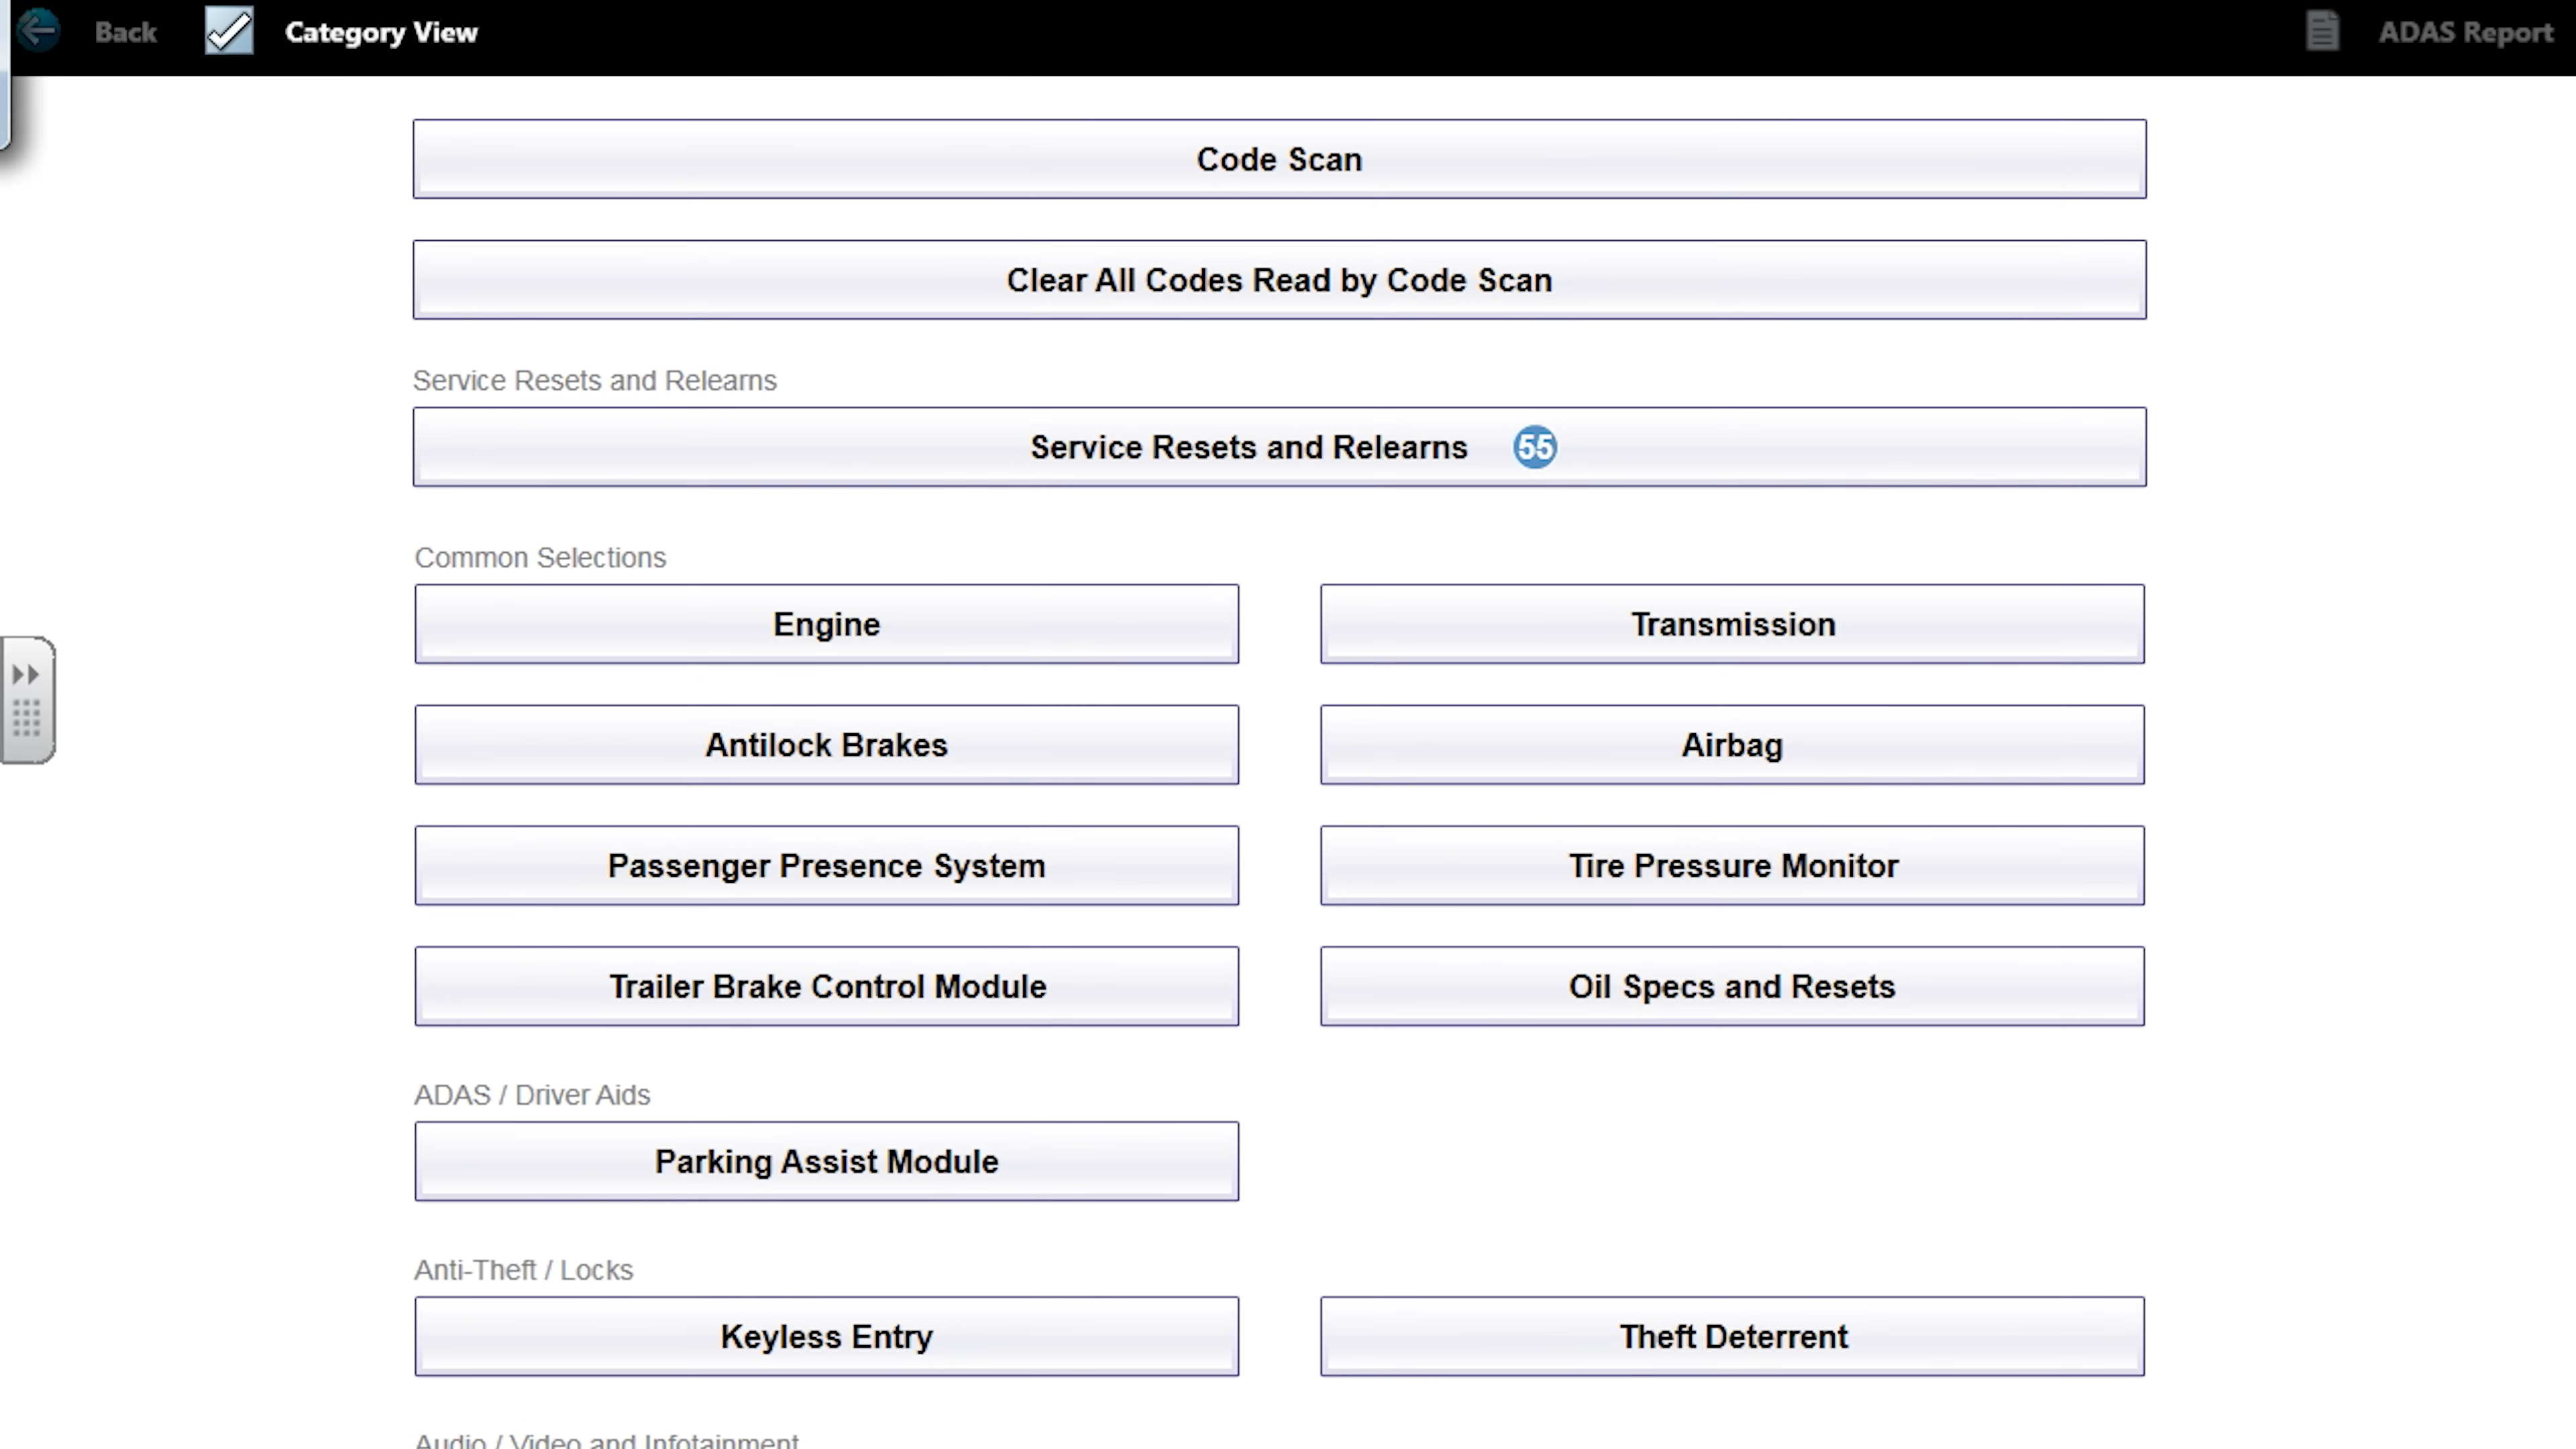 Back
Category View
ADAS Report
Code Scan
Clear All Codes Read by Code Scan
Service Resets and Relearns
Service Resets and Relearns 55
Common Selections
Engine
Transmission
Antilock Brakes
Airbag
Passenger Presence System
Tire Pressure Monitor
Trailer Brake Control Module
Oil Specs and Resets
ADAS / Driver Aids
Parking Assist Module
Anti-Theft / Locks
Keyless Entry
Theft Deterrent
Audio / Video and Infotainment